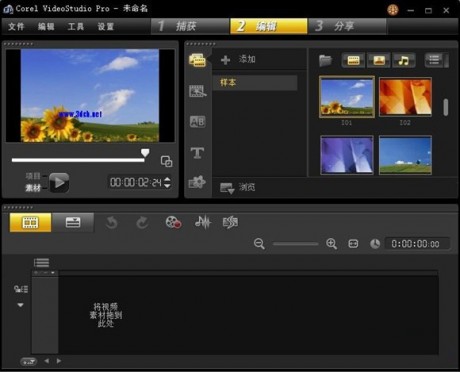 Corel VideoStudio Pro - 未命名
文件 编辑 工具 设置
1 捕获 2 编辑 3 分享
添加
样本
www.3dcb.net
I01 I02
项目
素材
00:00:02:24
浏览
0:00:00:00
将视频
素材拖到
此处